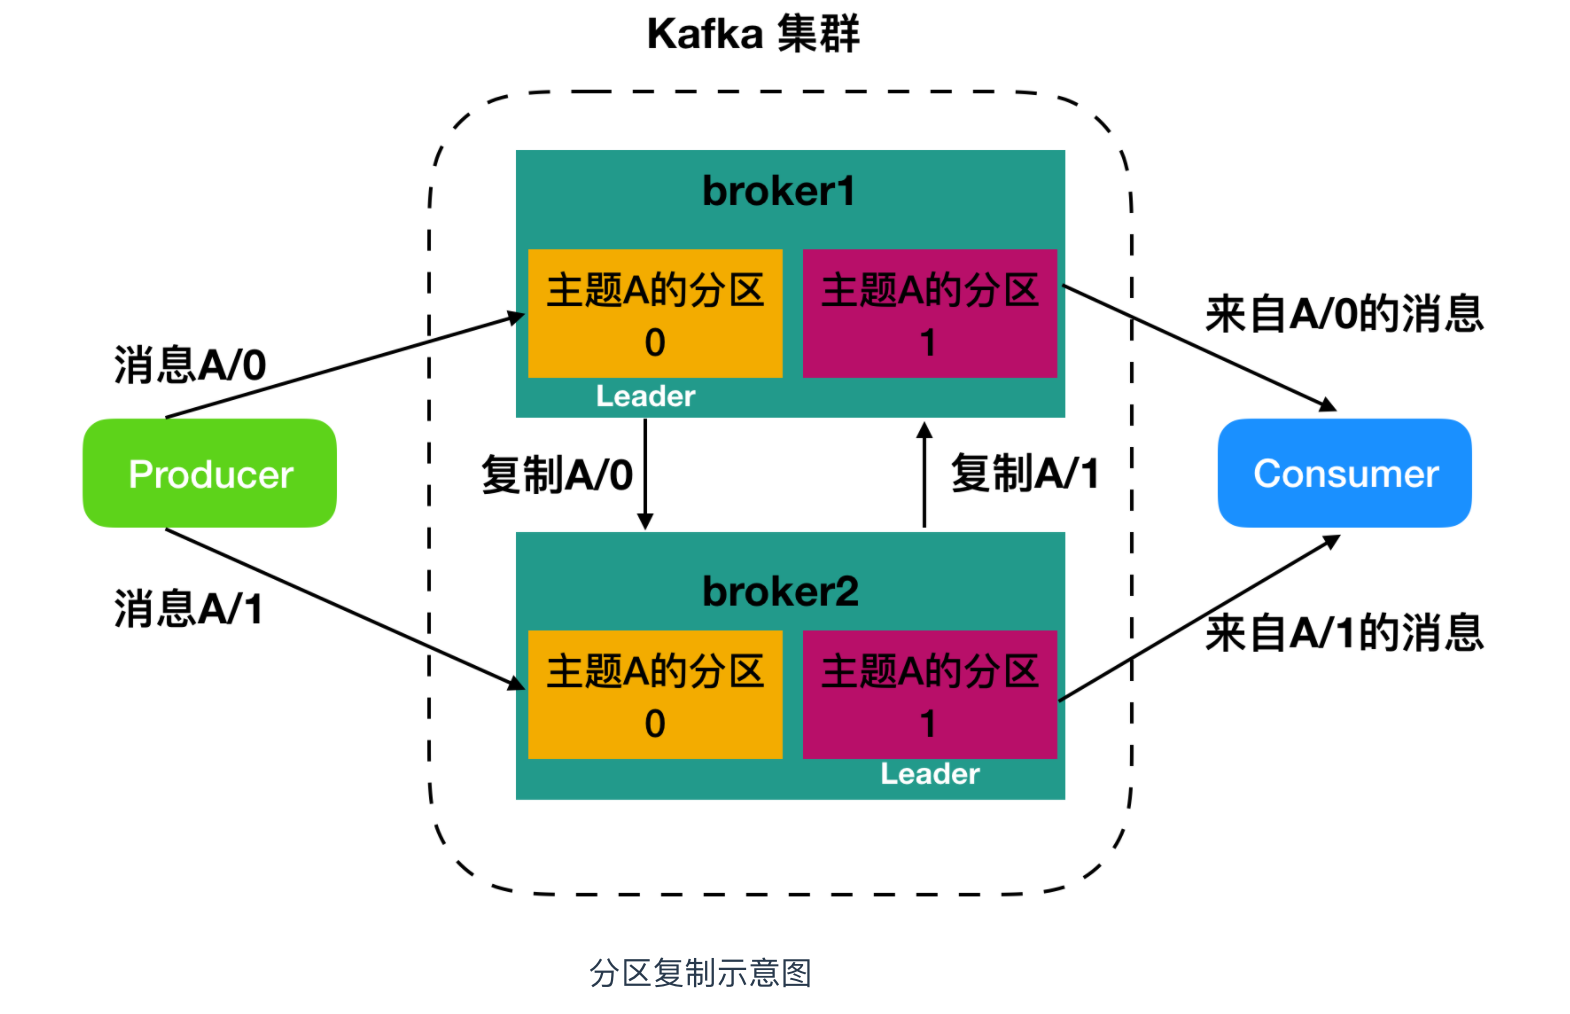 Kafka 集群
broker1
主题A的分区
0
主题A的分区
1
Leader
消息A/0
来自A/0的消息
Producer
复制A/0
复制A/1
Consumer
消息A/1
来自A/1的消息
broker2
主题A的分区
0
主题A的分区
1
Leader
分区复制示意图